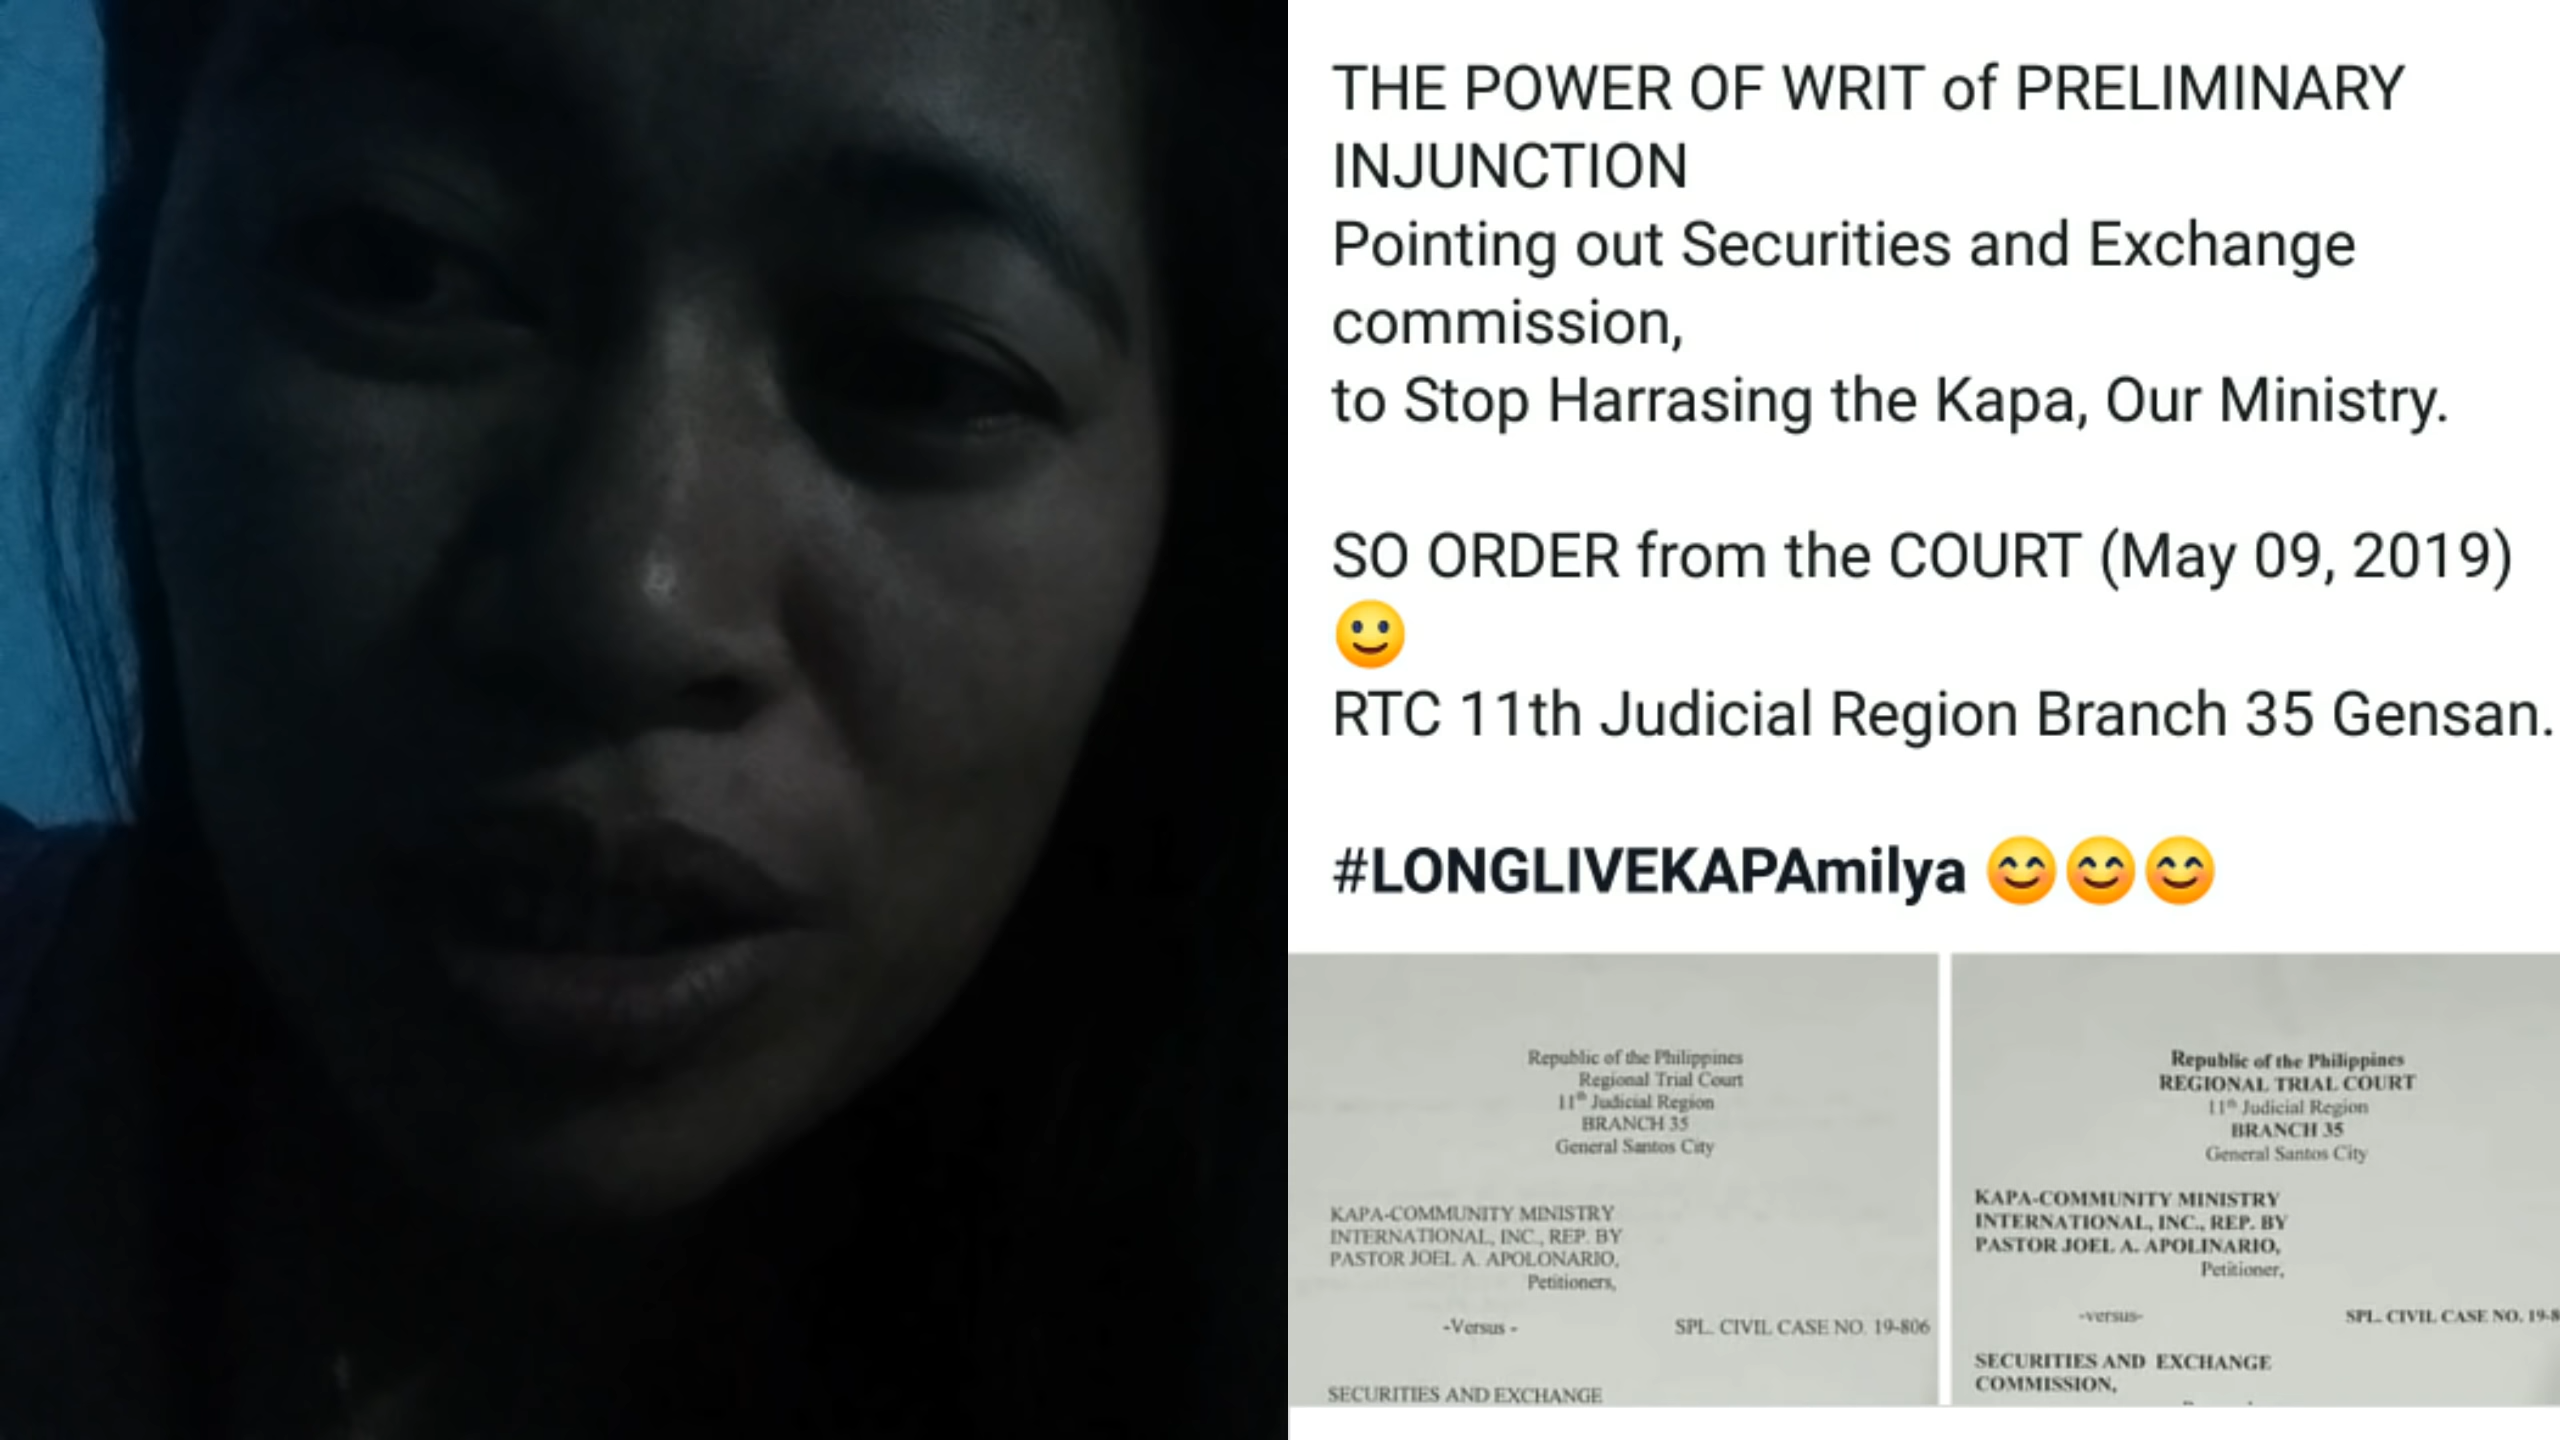 THE POWER OF WRIT of PRELIMINARY
INJUNCTION
Pointing out Securities and Exchange
commission,
to Stop Harrasing the Kapa, Our Ministry.
SO ORDER from the COURT (May 09, 2019)
🙂
RTC 11th Judicial Region Branch 35 Gensan.
#LONGLIVEKAPAmilya 😊😊😊
Republic of the Philippines
Regional Trial Court
11th Judicial Region
BRANCH 35
General Santos City
KAPA-COMMUNITY MINISTRY
INTERNATIONAL, INC., REP. BY
PASTOR JOEL A. APOLONARIO,
Petitioners,
-Versus -
SPL. CIVIL CASE NO. 19-806
SECURITIES AND EXCHANGE
Republic of the Philippines
REGIONAL TRIAL COURT
11th Judicial Region
BRANCH 35
General Santos City
KAPA-COMMUNITY MINISTRY
INTERNATIONAL, INC., REP. BY
PASTOR JOEL A. APOLINARIO,
Petitioner,
-versus-
SPL. CIVIL CASE NO. 19-8
SECURITIES AND EXCHANGE
COMMISSION,